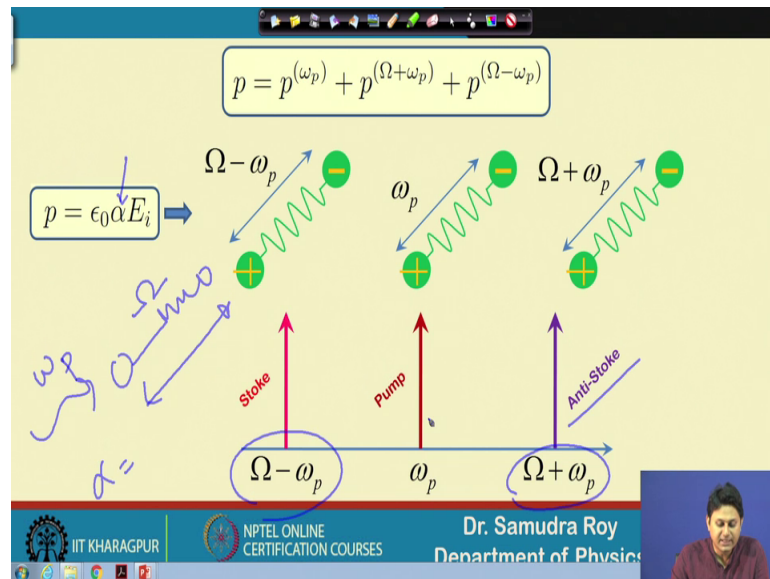 p = p^(ω_p) + p^(Ω+ω_p) + p^(Ω−ω_p)
Ω − ω_p
ω_p
Ω + ω_p
p = ϵ₀αE_i
Ω
ω_p
α =
Stoke
Pump
Anti-Stoke
Ω − ω_p
ω_p
Ω + ω_p
IIT KHARAGPUR
NPTEL ONLINE
CERTIFICATION COURSES
Dr. Samudra Roy
Department of Physics